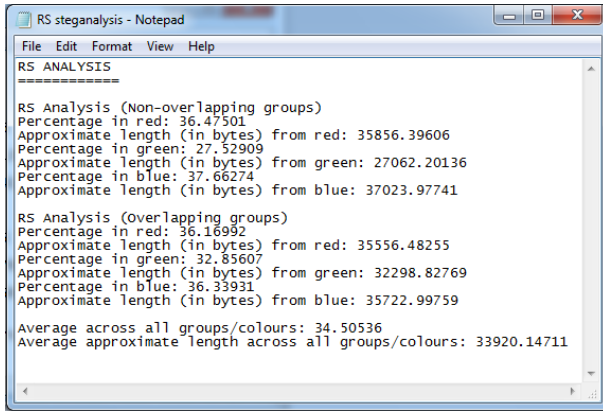 RS steganalysis - Notepad
File Edit Format View Help
RS ANALYSIS
============
RS Analysis (Non-overlapping groups)
Percentage in red: 36.47501
Approximate length (in bytes) from red: 35856.39606
Percentage in green: 27.52909
Approximate length (in bytes) from green: 27062.20136
Percentage in blue: 37.66274
Approximate length (in bytes) from blue: 37023.97741
RS Analysis (Overlapping groups)
Percentage in red: 36.16992
Approximate length (in bytes) from red: 35556.48255
Percentage in green: 32.85607
Approximate length (in bytes) from green: 32298.82769
Percentage in blue: 36.33931
Approximate length (in bytes) from blue: 35722.99759
Average across all groups/colours: 34.50536
Average approximate length across all groups/colours: 33920.14711